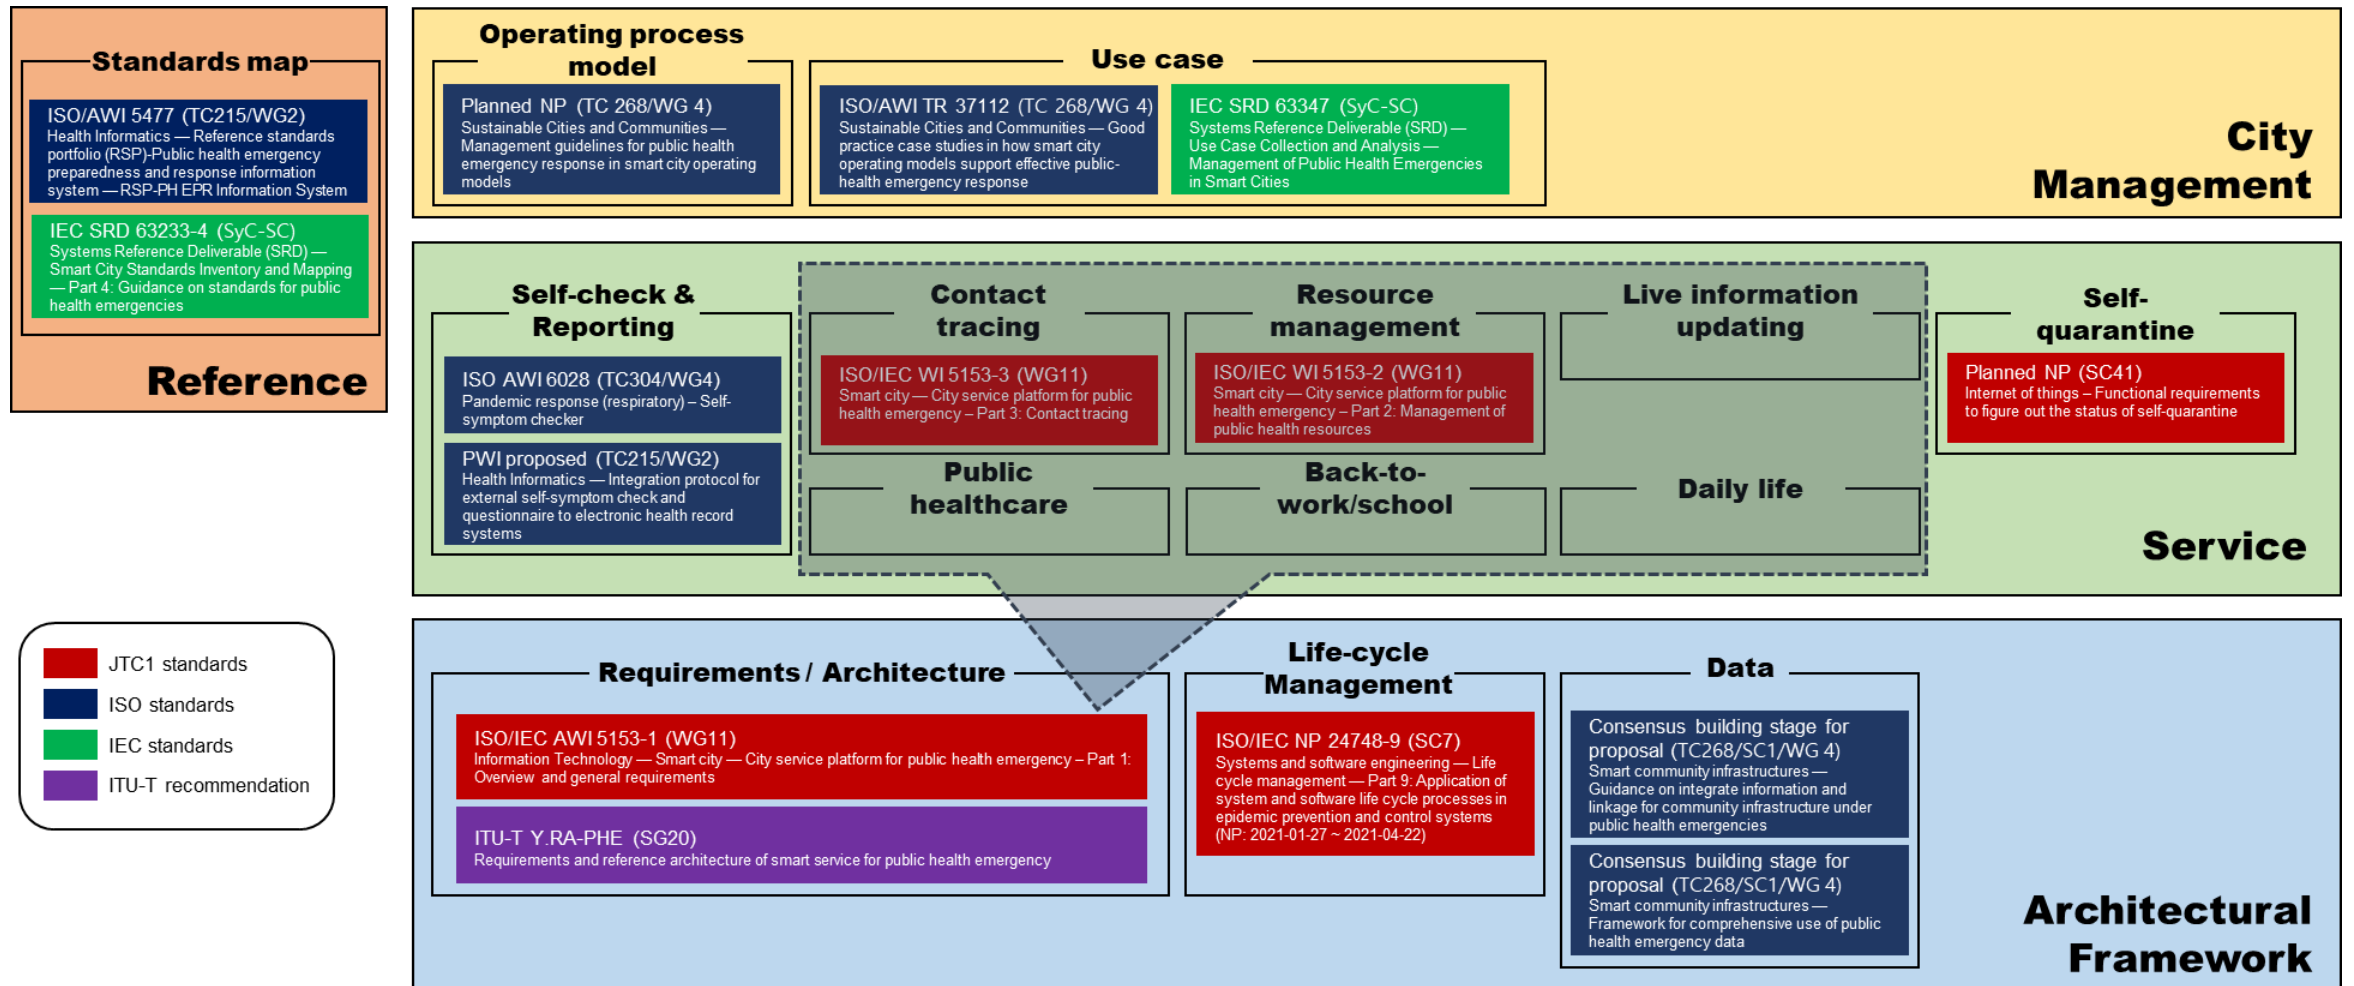 Standards map
ISO/AWI 5477 (TC215/WG2)
Health Informatics — Reference standards
portfolio (RSP)-Public health emergency
preparedness and response information
system — RSP-PH EPR Information System
IEC SRD 63233-4 (SyC-SC)
Systems Reference Deliverable (SRD) —
Smart City Standards Inventory and Mapping
— Part 4: Guidance on standards for public
health emergencies
Reference
Operating process
model
Planned NP (TC 268/WG 4)
Sustainable Cities and Communities —
Management guidelines for public health
emergency response in smart city operating
models
Use case
ISO/AWI TR 37112 (TC 268/WG 4)
Sustainable Cities and Communities — Good
practice case studies in how smart city
operating models support effective public-
health emergency response
IEC SRD 63347 (SyC-SC)
Systems Reference Deliverable (SRD) —
Use Case Collection and Analysis —
Management of Public Health Emergencies
in Smart Cities
City
Management
Self-check &
Reporting
ISO AWI 6028 (TC304/WG4)
Pandemic response (respiratory) – Self-
symptom checker
PWI proposed (TC215/WG2)
Health Informatics — Integration protocol for
external self-symptom check and
questionnaire to electronic health record
systems
Contact
tracing
ISO/IEC WI 5153-3 (WG11)
Smart city — City service platform for public
health emergency – Part 3: Contact tracing
Resource
management
ISO/IEC WI 5153-2 (WG11)
Smart city — City service platform for public
health emergency – Part 2: Management of
public health resources
Live information
updating
Self-
quarantine
Planned NP (SC41)
Internet of things – Functional requirements
to figure out the status of self-quarantine
Public
healthcare
Back-to-
work/school
Daily life
Service
JTC1 standards
ISO standards
IEC standards
ITU-T recommendation
Requirements / Architecture
ISO/IEC AWI 5153-1 (WG11)
Information Technology — Smart city — City service platform for public health emergency – Part 1:
Overview and general requirements
ITU-T Y.RA-PHE (SG20)
Requirements and reference architecture of smart service for public health emergency
Life-cycle
Management
ISO/IEC NP 24748-9 (SC7)
Systems and software engineering — Life
cycle management — Part 9: Application of
system and software life cycle processes in
epidemic prevention and control systems
(NP: 2021-01-27 ~ 2021-04-22)
Data
Consensus building stage for
proposal (TC268/SC1/WG 4)
Smart community infrastructures —
Guidance on integrate information and
linkage for community infrastructure under
public health emergencies
Consensus building stage for
proposal (TC268/SC1/WG 4)
Smart community infrastructures —
Framework for comprehensive use of public
health emergency data
Architectural
Framework